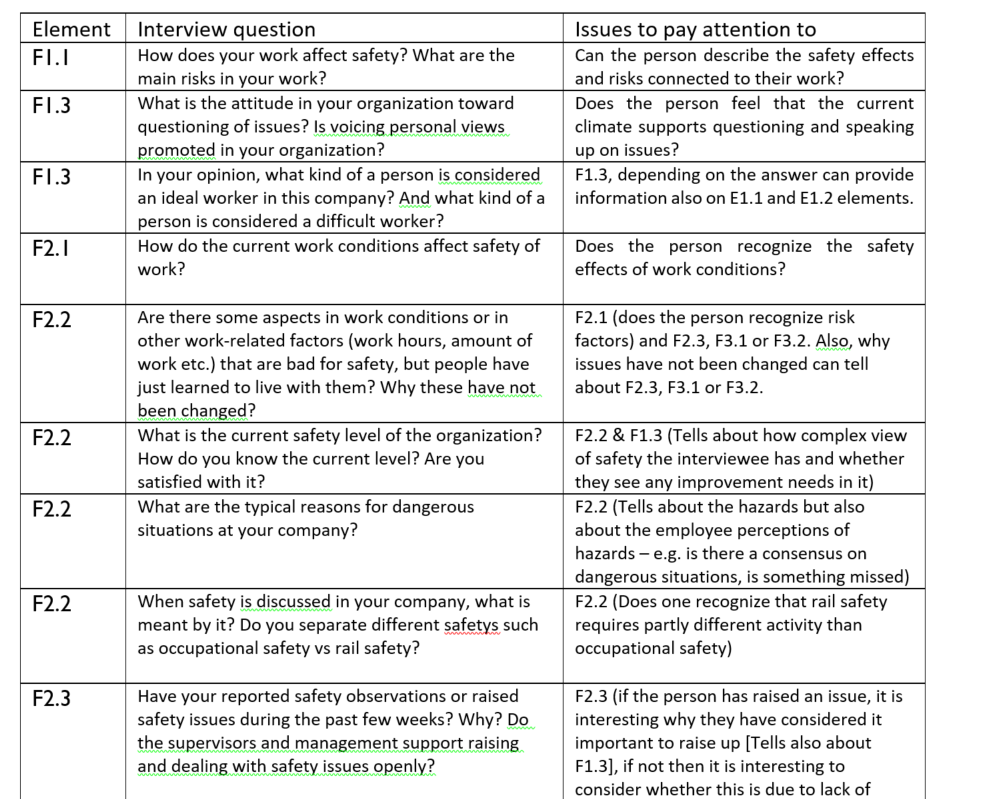 Element Interview question Issues to pay attention to
F1.1 How does your work affect safety? What are the Can the person describe the safety effects
main risks in your work? and risks connected to their work?
F1.3 What is the attitude in your organization toward Does the person feel that the current
questioning of issues? Is voicing personal views climate supports questioning and speaking
promoted in your organization? up on issues?
F1.3 In your opinion, what kind of a person is considered F1.3, depending on the answer can provide
an ideal worker in this company? And what kind of a information also on E1.1 and E1.2 elements.
person is considered a difficult worker?
F2.1 How do the current work conditions affect safety of Does the person recognize the safety
work? effects of work conditions?
F2.2 Are there some aspects in work conditions or in F2.1 (does the person recognize risk
other work-related factors (work hours, amount of factors) and F2.3, F3.1 or F3.2. Also, why
work etc.) that are bad for safety, but people have issues have not been changed can tell
just learned to live with them? Why these have not about F2.3, F3.1 or F3.2.
been changed?
F2.2 What is the current safety level of the organization? F2.2 & F1.3 (Tells about how complex view
How do you know the current level? Are you of safety the interviewee has and whether
satisfied with it? they see any improvement needs in it)
F2.2 What are the typical reasons for dangerous F2.2 (Tells about the hazards but also
situations at your company? about the employee perceptions of
hazards – e.g. is there a consensus on
dangerous situations, is something missed)
F2.2 When safety is discussed in your company, what is F2.2 (Does one recognize that rail safety
meant by it? Do you separate different safetys such requires partly different activity than
as occupational safety vs rail safety? occupational safety)
F2.3 Have your reported safety observations or raised F2.3 (if the person has raised an issue, it is
safety issues during the past few weeks? Why? Do interesting why they have considered it
the supervisors and management support raising important to raise up [Tells also about
and dealing with safety issues openly? F1.3], if not then it is interesting to
consider whether this is due to lack of